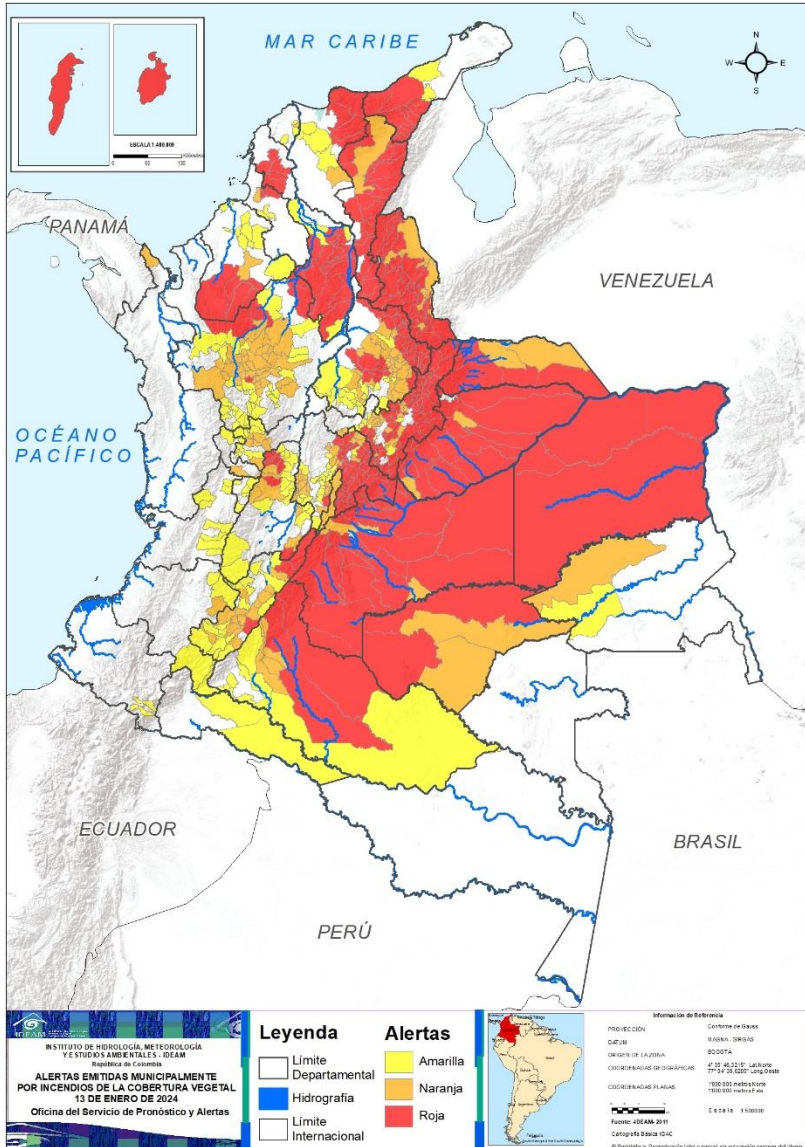 MAR CARIBE
N
W
E
S
ESCALA 1:400.000
PANAMÁ
VENEZUELA
OCÉANO
PACÍFICO
ECUADOR
BRASIL
PERÚ
IDEAM
INSTITUTO DE HIDROLOGÍA, METEOROLOGÍA
Y ESTUDIOS AMBIENTALES - IDEAM
República de Colombia
ALERTAS EMITIDAS MUNICIPALMENTE
POR INCENDIOS DE LA COBERTURA VEGETAL
13 DE ENERO DE 2024
Oficina del Servicio de Pronóstico y Alertas
Leyenda
Límite
Departamental
Hidrografía
Límite
Internacional
Alertas
Amarilla
Naranja
Roja
Información de Referencia
PROYECCIÓN
Conforme de Gauss
DATUM
MAGNA - SIRGAS
ORIGEN DE LA ZONA
BOGOTÁ
COORDENADAS GEOGRÁFICAS
COORDENADAS PLANAS
Escala
Fuente: IDEAM- 2011
Cartografía Básica IGAC